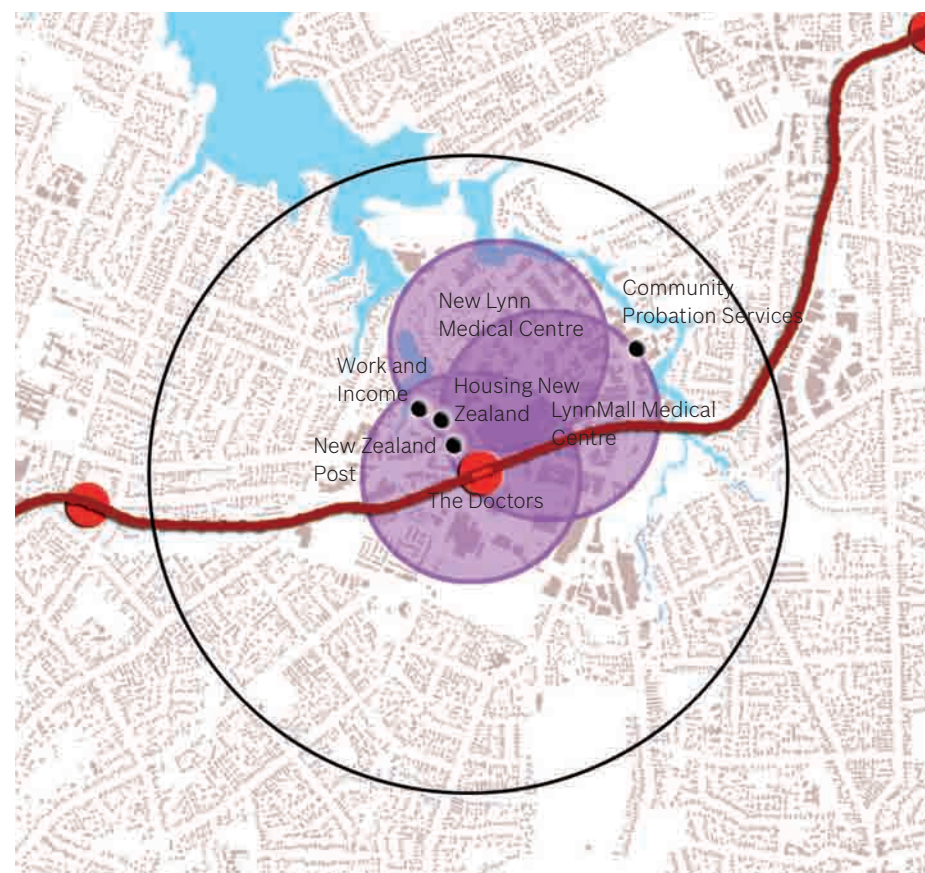 Community
Probation Services
New Lynn
Medical Centre
Work and
Income
Housing New
Zealand
LynnMall Medical
Centre
New Zealand
Post
The Doctors